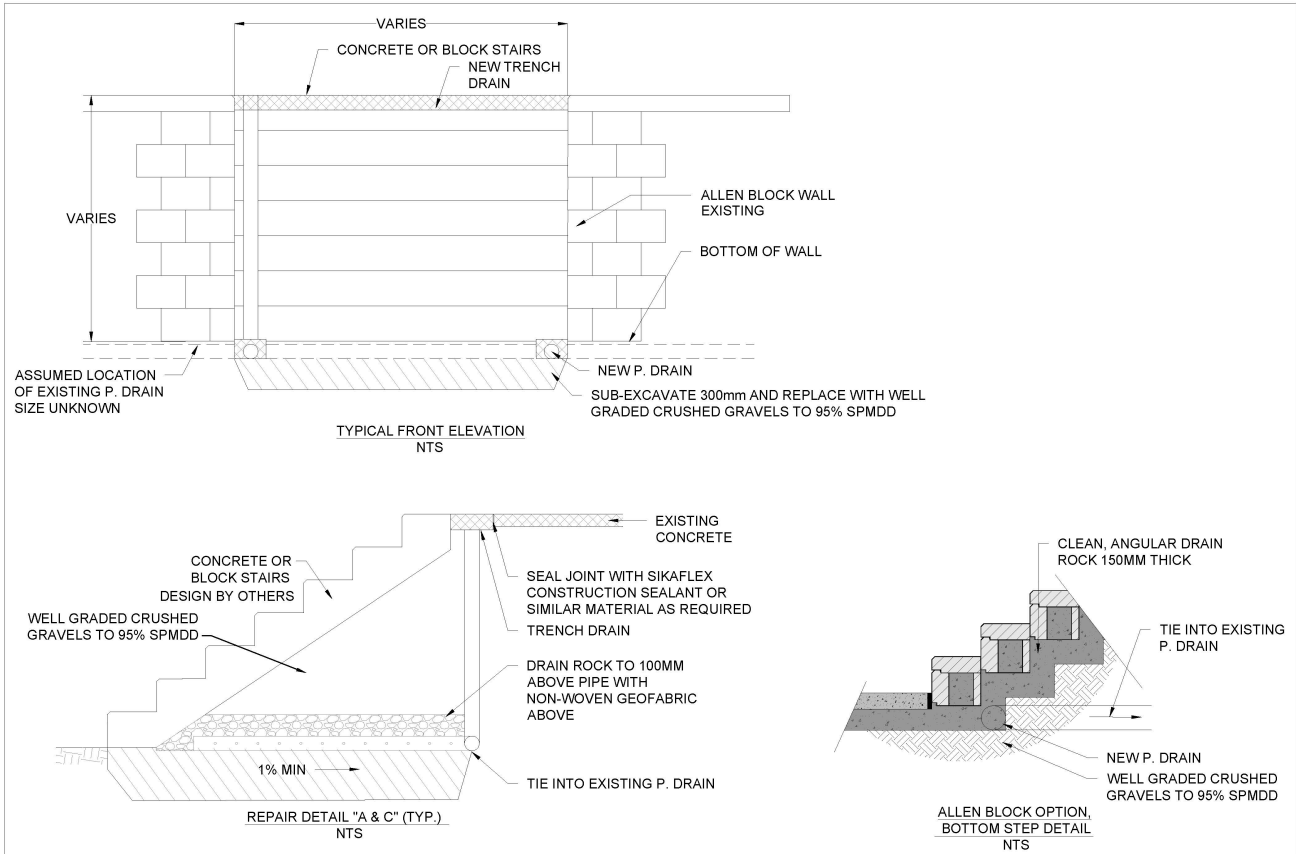 VARIES
CONCRETE OR BLOCK STAIRS
NEW TRENCH
DRAIN
VARIES
ALLEN BLOCK WALL
EXISTING
BOTTOM OF WALL
ASSUMED LOCATION
OF EXISTING P. DRAIN
SIZE UNKNOWN
NEW P. DRAIN
SUB-EXCAVATE 300mm AND REPLACE WITH WELL
GRADED CRUSHED GRAVELS TO 95% SPMDD
TYPICAL FRONT ELEVATION
NTS
CONCRETE OR
BLOCK STAIRS
DESIGN BY OTHERS
WELL GRADED CRUSHED
GRAVELS TO 95% SPMDD
EXISTING
CONCRETE
SEAL JOINT WITH SIKAFLEX
CONSTRUCTION SEALANT OR
SIMILAR MATERIAL AS REQUIRED
TRENCH DRAIN
DRAIN ROCK TO 100MM
ABOVE PIPE WITH
NON-WOVEN GEOFABRIC
ABOVE
1% MIN
TIE INTO EXISTING P. DRAIN
REPAIR DETAIL "A & C" (TYP.)
NTS
CLEAN, ANGULAR DRAIN
ROCK 150MM THICK
TIE INTO EXISTING
P. DRAIN
NEW P. DRAIN
WELL GRADED CRUSHED
GRAVELS TO 95% SPMDD
ALLEN BLOCK OPTION,
BOTTOM STEP DETAIL
NTS